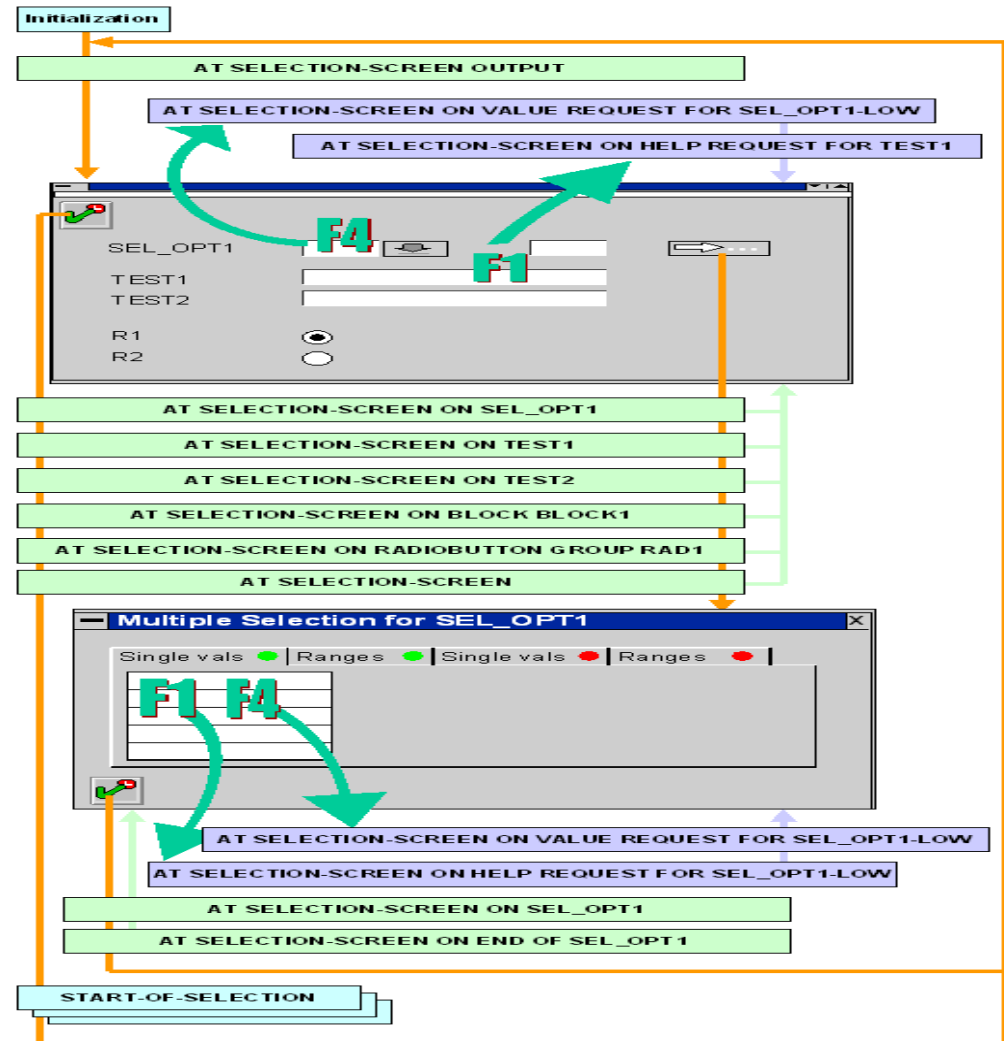 Initialization
AT SELECTION-SCREEN OUTPUT
AT SELECTION-SCREEN ON VALUE REQUEST FOR SEL_OPT1-LOW
AT SELECTION-SCREEN ON HELP REQUEST FOR TEST1
SEL_OPT1 F4 F1
TEST1
TEST2
R1
R2
AT SELECTION-SCREEN ON SEL_OPT1
AT SELECTION-SCREEN ON TEST1
AT SELECTION-SCREEN ON TEST2
AT SELECTION-SCREEN ON BLOCK BLOCK1
AT SELECTION-SCREEN ON RADIOBUTTON GROUP RAD1
AT SELECTION-SCREEN
Multiple Selection for SEL_OPT1
Single vals Ranges Single vals Ranges
F1 F4
AT SELECTION-SCREEN ON VALUE REQUEST FOR SEL_OPT1-LOW
AT SELECTION-SCREEN ON HELP REQUEST FOR SEL_OPT1-LOW
AT SELECTION-SCREEN ON SEL_OPT1
AT SELECTION-SCREEN ON END OF SEL_OPT1
START-OF-SELECTION